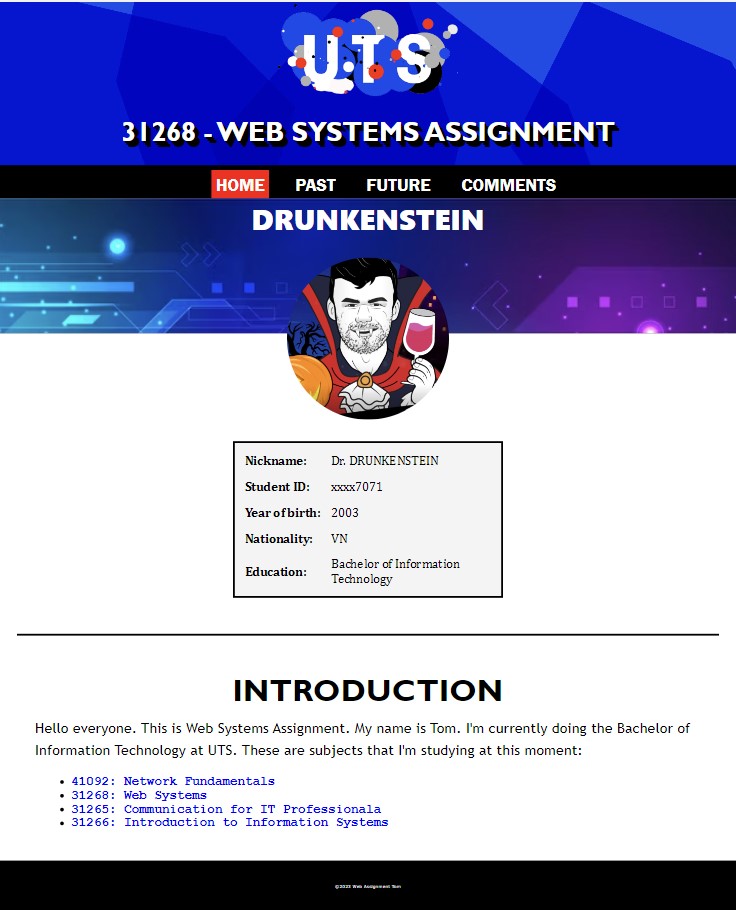 UTS
31268 - WEB SYSTEMS ASSIGNMENT
HOME PAST FUTURE COMMENTS
DRUNKENSTEIN
Nickname: Dr. DRUNKENSTEIN
Student ID: xxxx7071
Year of birth: 2003
Nationality: VN
Education: Bachelor of Information
Technology
INTRODUCTION
Hello everyone. This is Web Systems Assignment. My name is Tom. I'm currently doing the Bachelor of
Information Technology at UTS. These are subjects that I'm studying at this moment:
• 41092: Network Fundamentals
• 31268: Web Systems
• 31265: Communication for IT Professionala
• 31266: Introduction to Information Systems
©2023 Web Assignment Tom